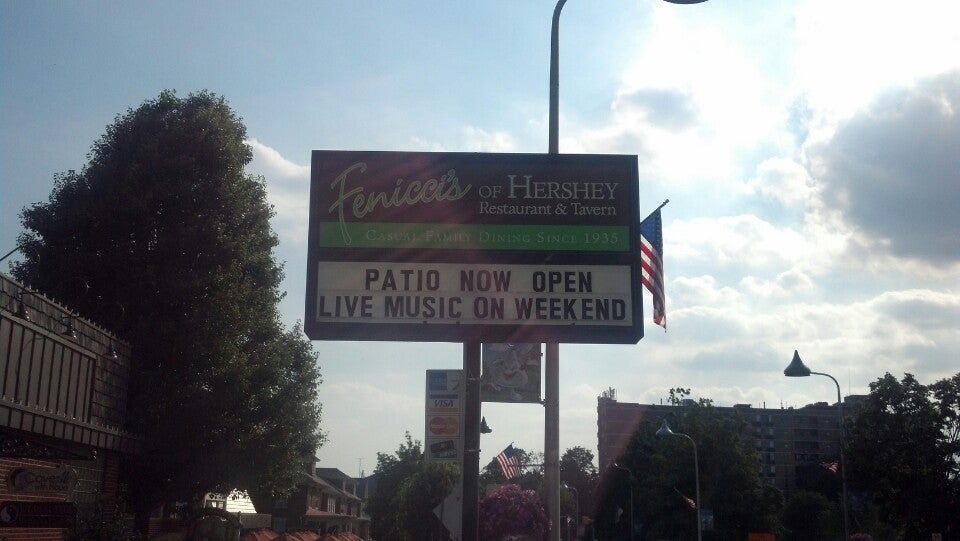 Fenicci's OF HERSHEY
Restaurant & Tavern
CASUAL FAMILY DINING SINCE 1935
PATIO NOW OPEN
LIVE MUSIC ON WEEKEND
VISA